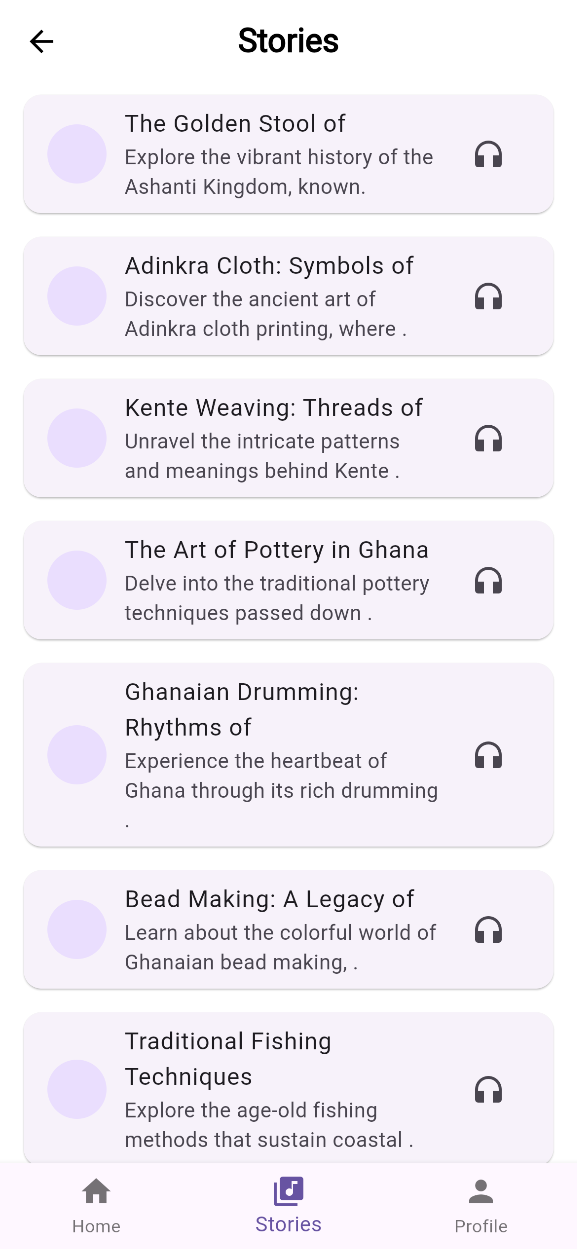 Stories
The Golden Stool of
Explore the vibrant history of the
Ashanti Kingdom, known.
Adinkra Cloth: Symbols of
Discover the ancient art of
Adinkra cloth printing, where .
Kente Weaving: Threads of
Unravel the intricate patterns
and meanings behind Kente .
The Art of Pottery in Ghana
Delve into the traditional pottery
techniques passed down .
Ghanaian Drumming:
Rhythms of
Experience the heartbeat of
Ghana through its rich drumming
.
Bead Making: A Legacy of
Learn about the colorful world of
Ghanaian bead making, .
Traditional Fishing
Techniques
Explore the age-old fishing
methods that sustain coastal .
Home
Stories
Profile